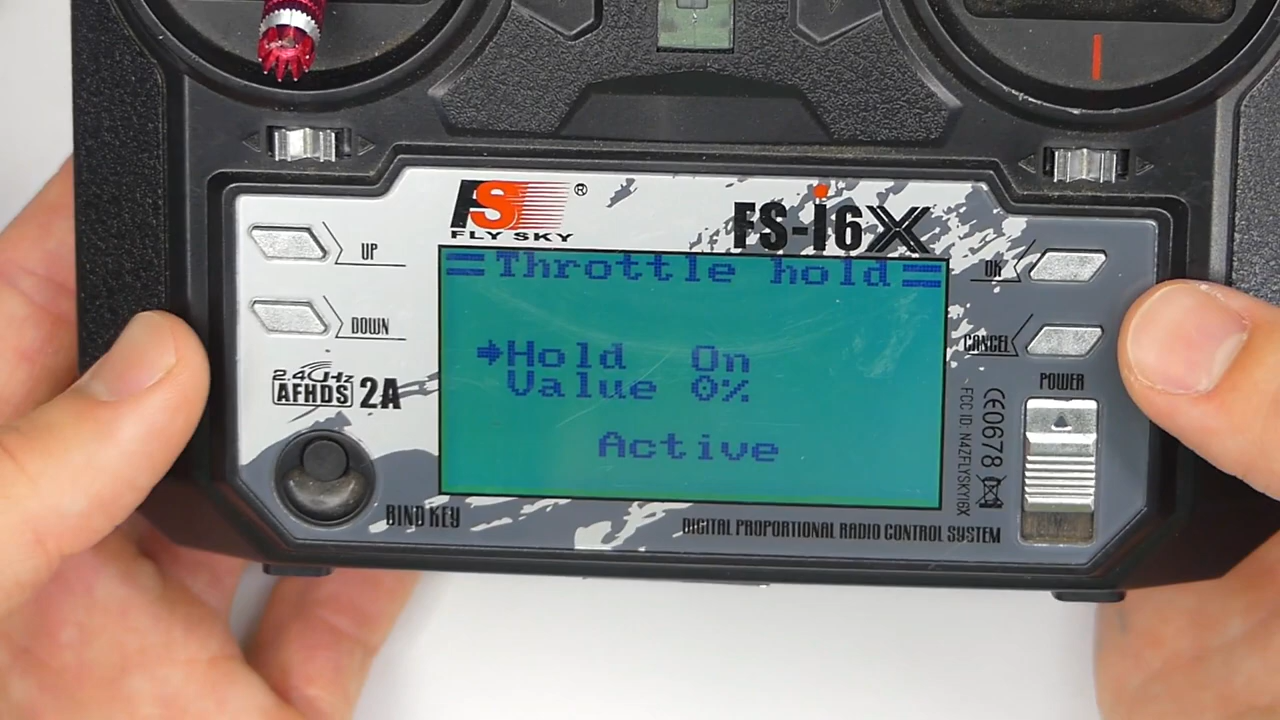 FS®
FLY SKY
FS-i6X
UP
DOWN
OK
CANCEL
Throttle hold
Hold On
Value 0%
Active
2.4GHz
AFHDS 2A
BIND KEY
POWER
CE0678
FCC ID: N4ZFLYSKYI6X
DIGITAL PROPORTIONAL RADIO CONTROL SYSTEM